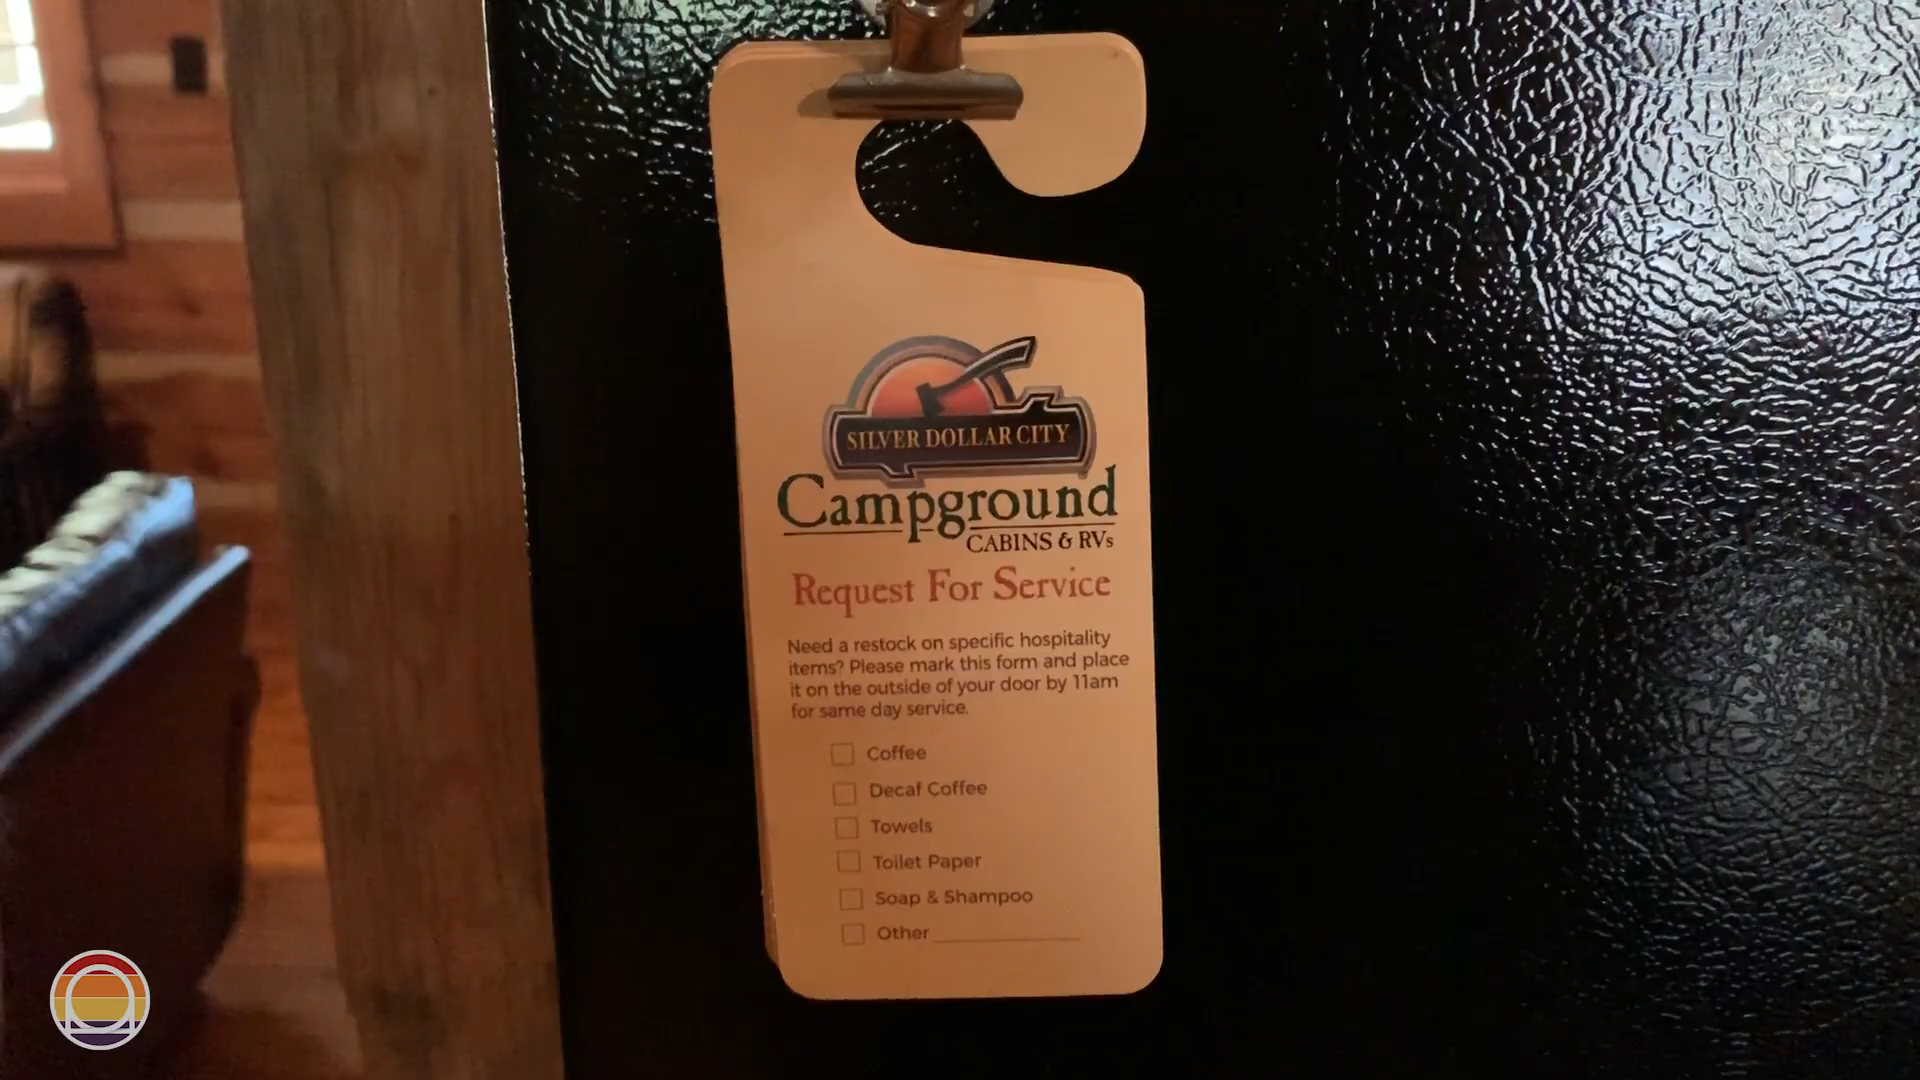 SILVER DOLLAR CITY
Campground
CABINS & RVs
Request For Service
Need a restock on specific hospitality
items? Please mark this form and place
it on the outside of your door by 11am
for same day service.
Coffee
Decaf Coffee
Towels
Toilet Paper
Soap & Shampoo
Other